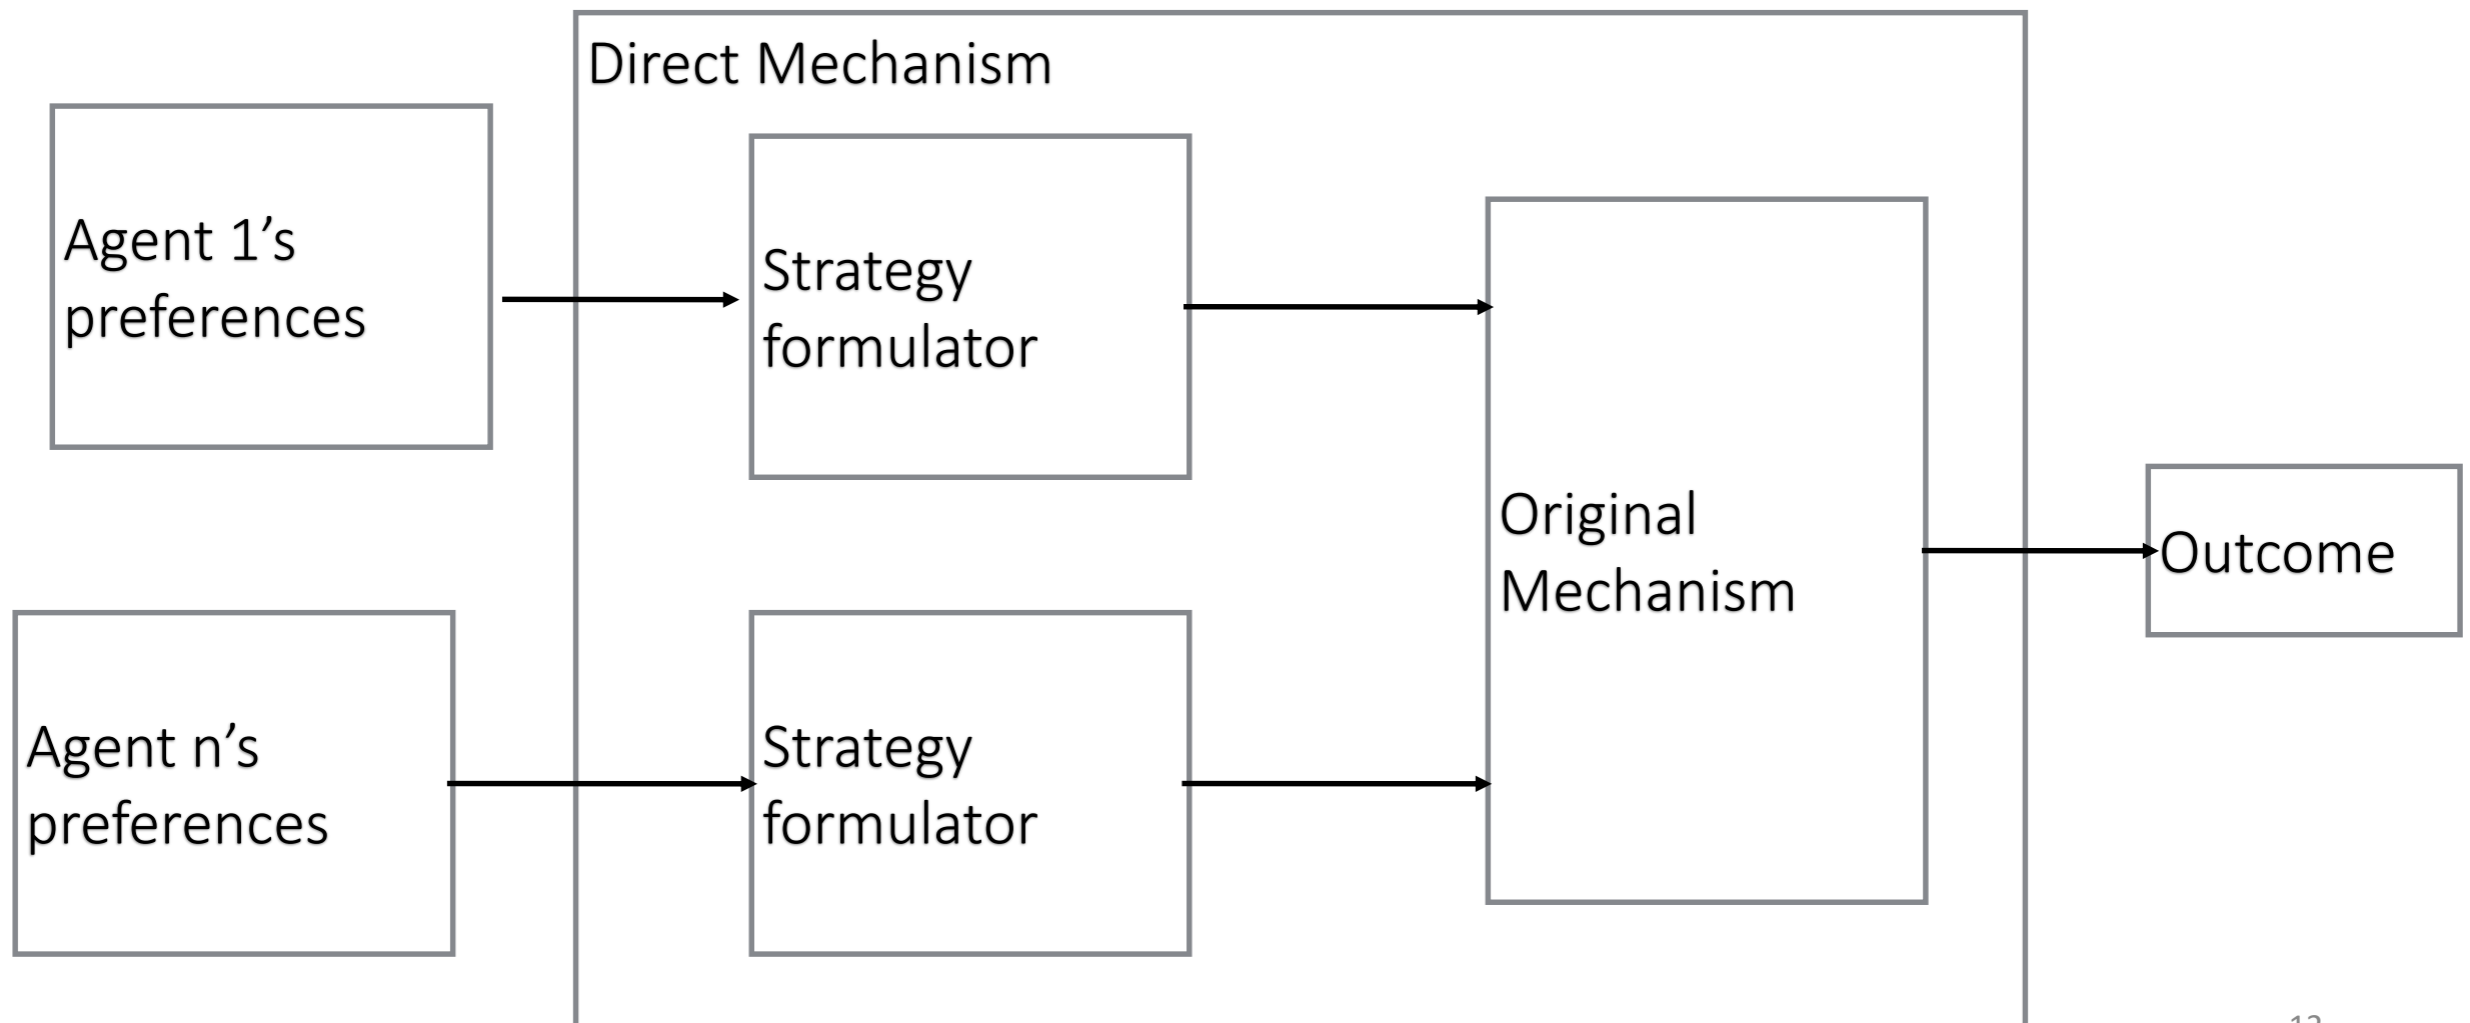 Direct Mechanism
Agent 1’s
preferences
Strategy
formulator
Original
Mechanism
Outcome
Agent n’s
preferences
Strategy
formulator